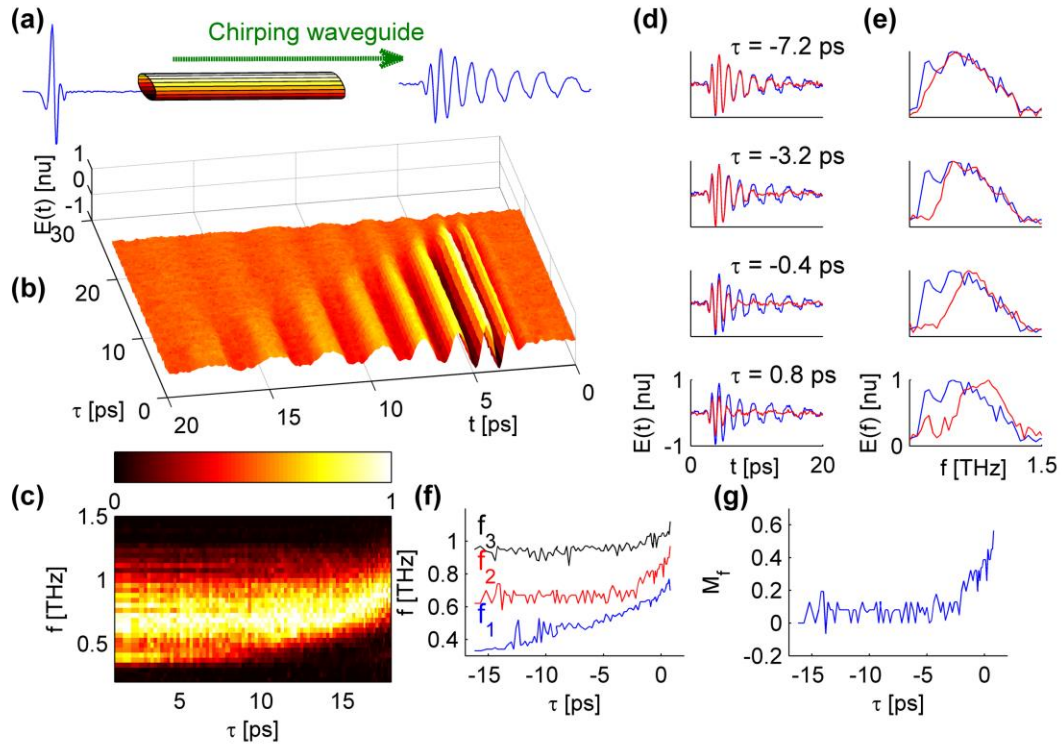 (a)
Chirping waveguide
E(t) [nu]
1
0
-1
30
20
10
0
τ [ps]
(b)
20
15
10
5
0
t [ps]
0
1
(c)
f [THz]
1.5
1
0.5
5
10
15
τ [ps]
(d)
τ = -7.2 ps
τ = -3.2 ps
τ = -0.4 ps
τ = 0.8 ps
E(t) [nu]
1
0
-1
0
20
t [ps]
(e)
E(f) [nu]
1
0
f [THz]
1.5
(f)
f3
f2
f1
f [THz]
1
0.8
0.6
0.4
-15
-10
-5
0
τ [ps]
(g)
Mf
0.6
0.4
0.2
0
-0.2
-15
-10
-5
0
τ [ps]